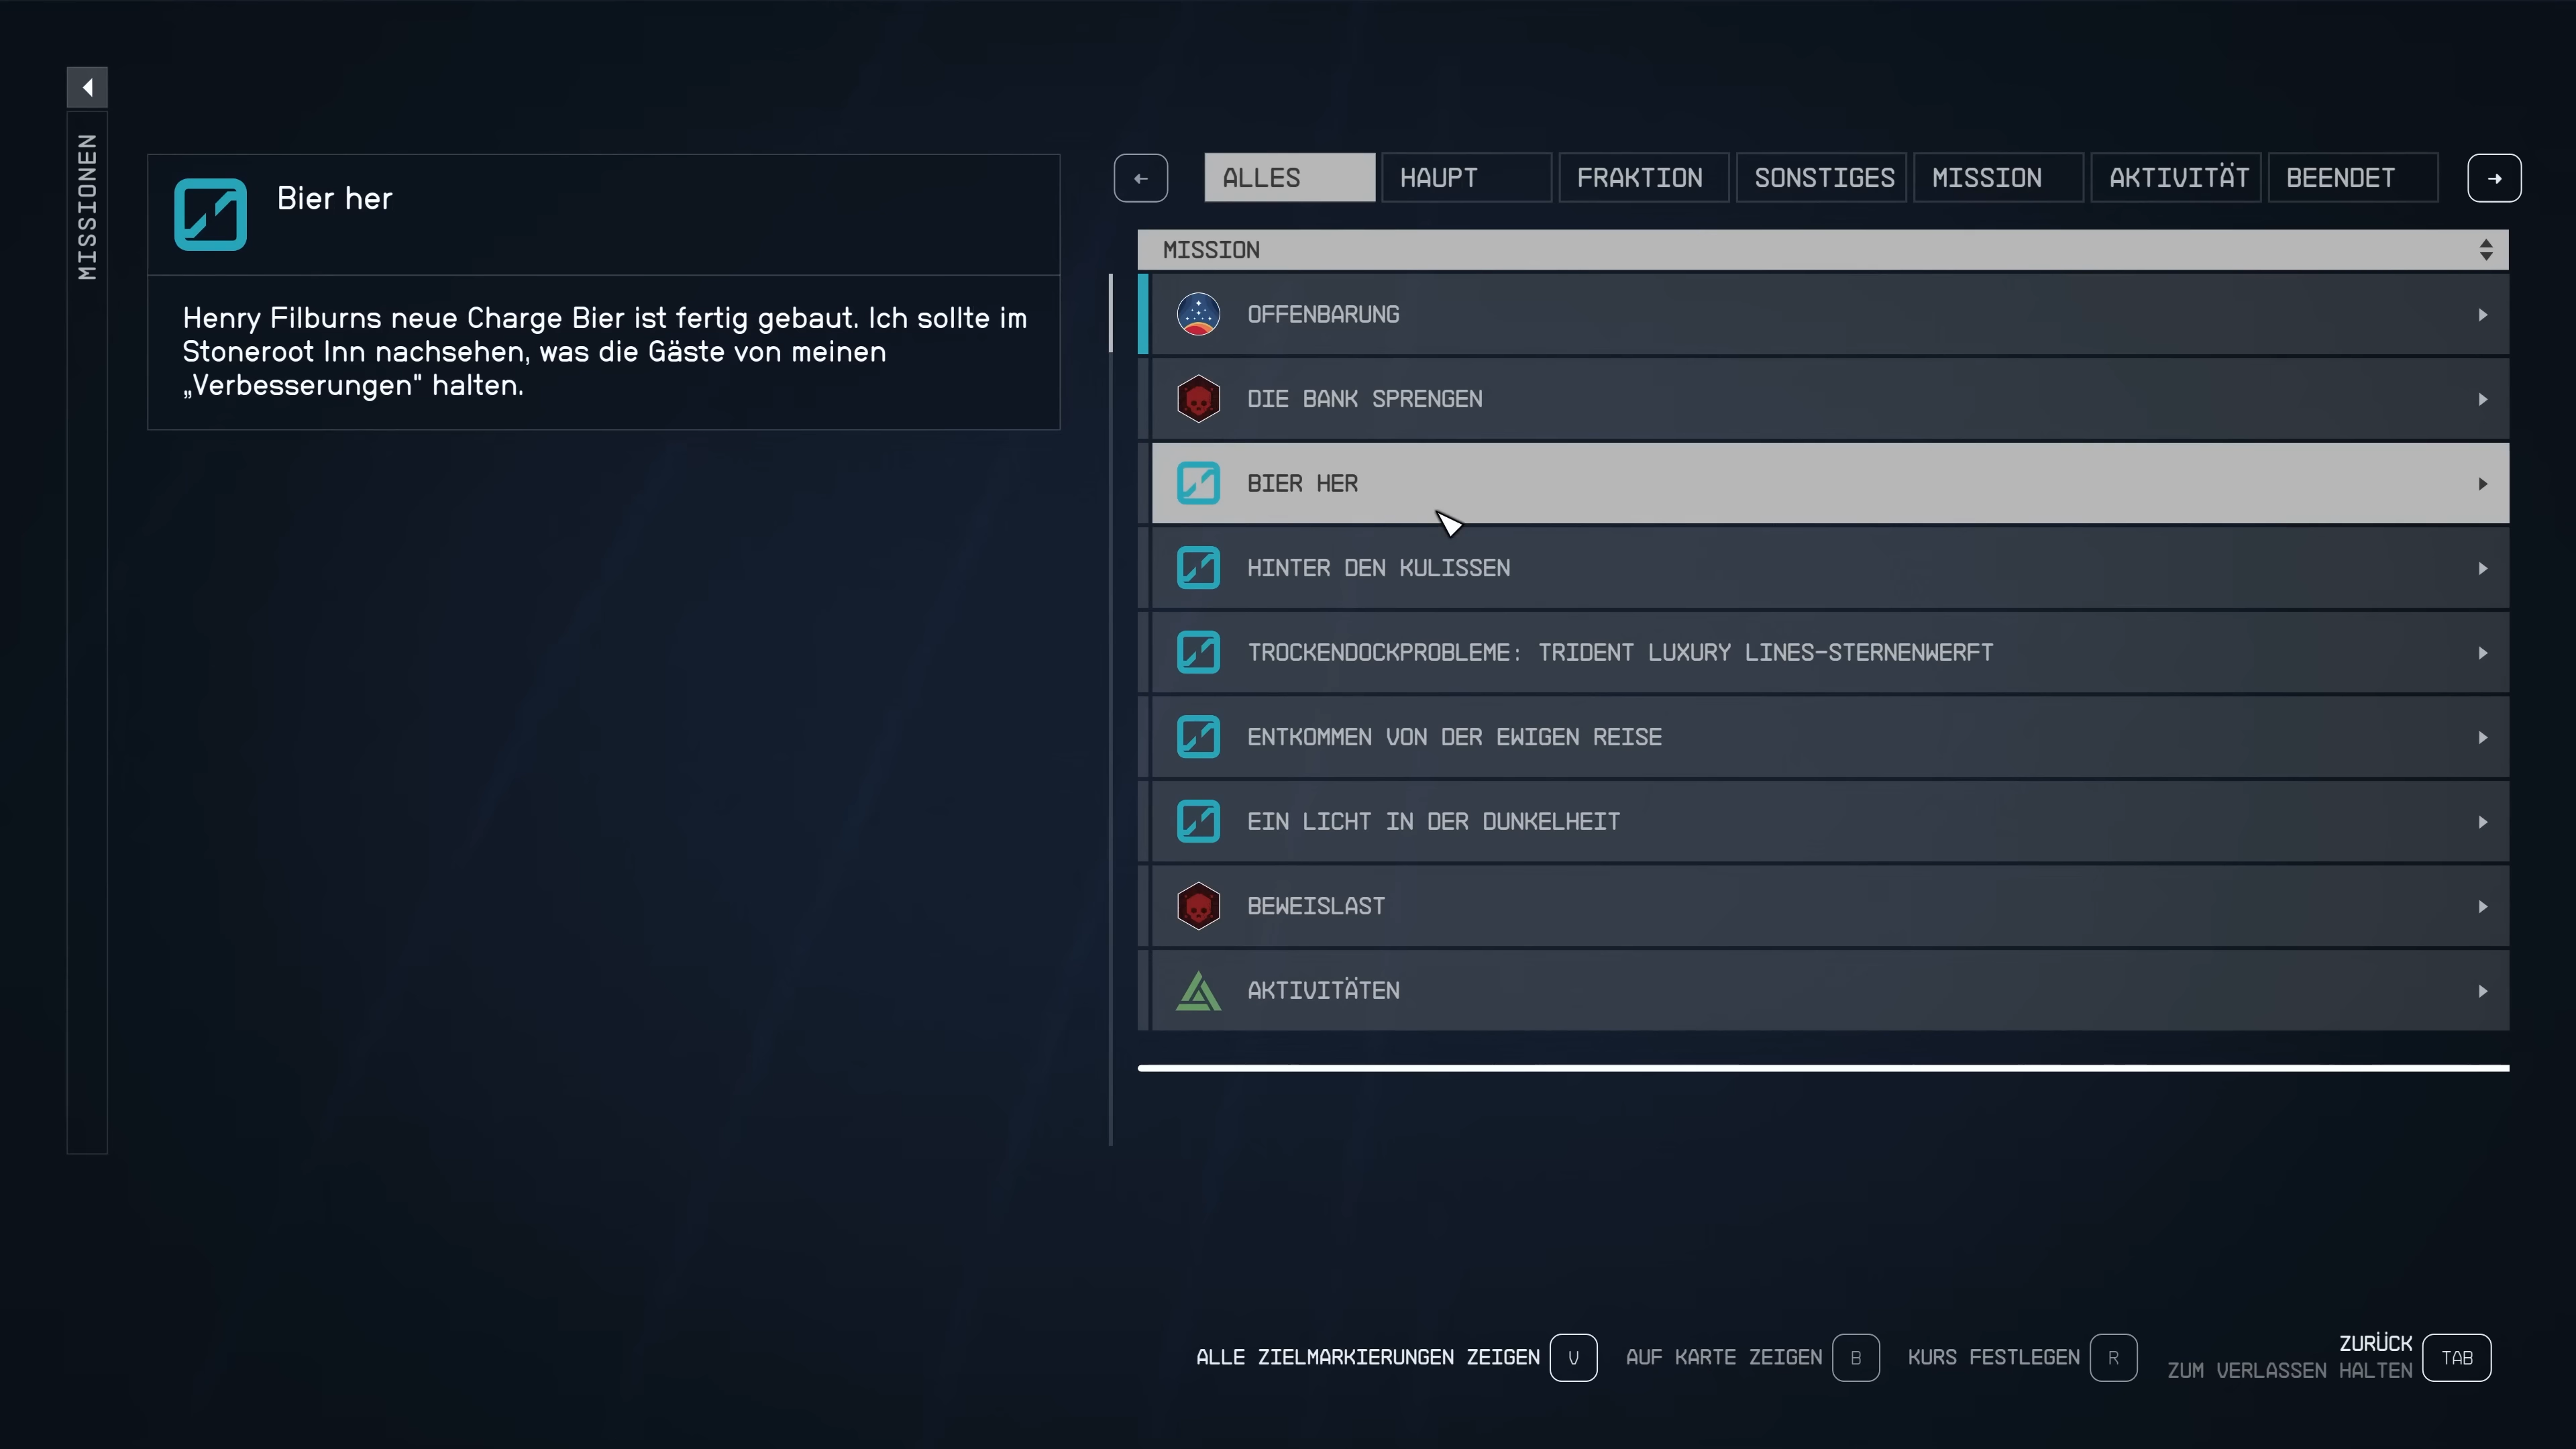 MISSIONEN
Bier her
Henry Filburns neue Charge Bier ist fertig gebaut. Ich sollte im
Stoneroot Inn nachsehen, was die Gäste von meinen
„Verbesserungen" halten.
ALLES HAUPT FRAKTION SONSTIGES MISSION AKTIVITÄT BEENDET
MISSION
OFFENBARUNG
DIE BANK SPRENGEN
BIER HER
HINTER DEN KULISSEN
TROCKENDOCKPROBLEME: TRIDENT LUXURY LINES-STERNENWERFT
ENTKOMMEN VON DER EWIGEN REISE
EIN LICHT IN DER DUNKELHEIT
BEWEISLAST
AKTIVITÄTEN
ALLE ZIELMARKIERUNGEN ZEIGEN V AUF KARTE ZEIGEN B KURS FESTLEGEN R ZURÜCK TAB
ZUM VERLASSEN HALTEN